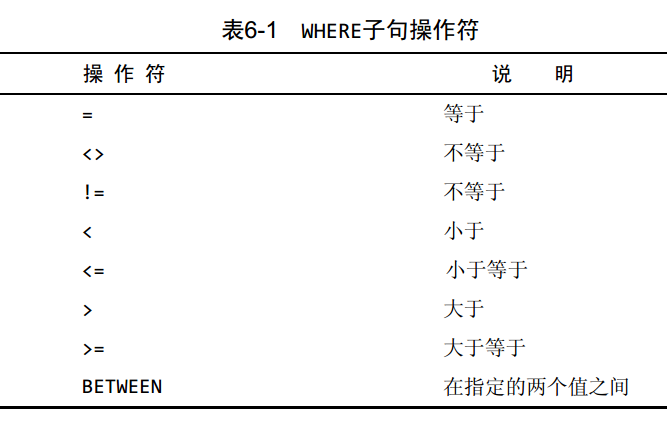 表6-1 WHERE子句操作符
操 作 符 说 明
= 等于
<> 不等于
!= 不等于
< 小于
<= 小于等于
> 大于
>= 大于等于
BETWEEN 在指定的两个值之间